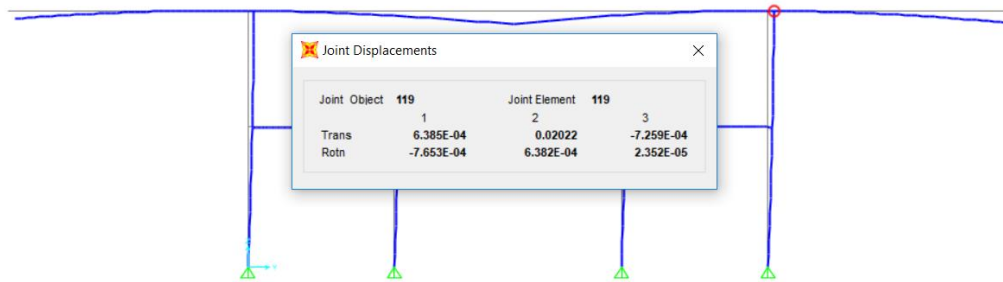 Joint Displacements
Joint Object 119 Joint Element 119
1 2 3
Trans 6.385E-04 0.02022 -7.259E-04
Rotn -7.653E-04 6.382E-04 2.352E-05